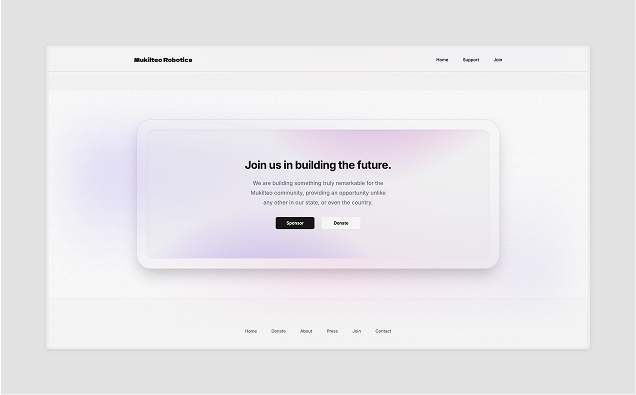 Mukilteo Robotics
Home Support Join
Join us in building the future.
We are building something truly remarkable for the
Mukilteo community, providing an opportunity unlike
any other in our state, or even the country.
Sponsor Donate
Home Donate About Press Join Contact